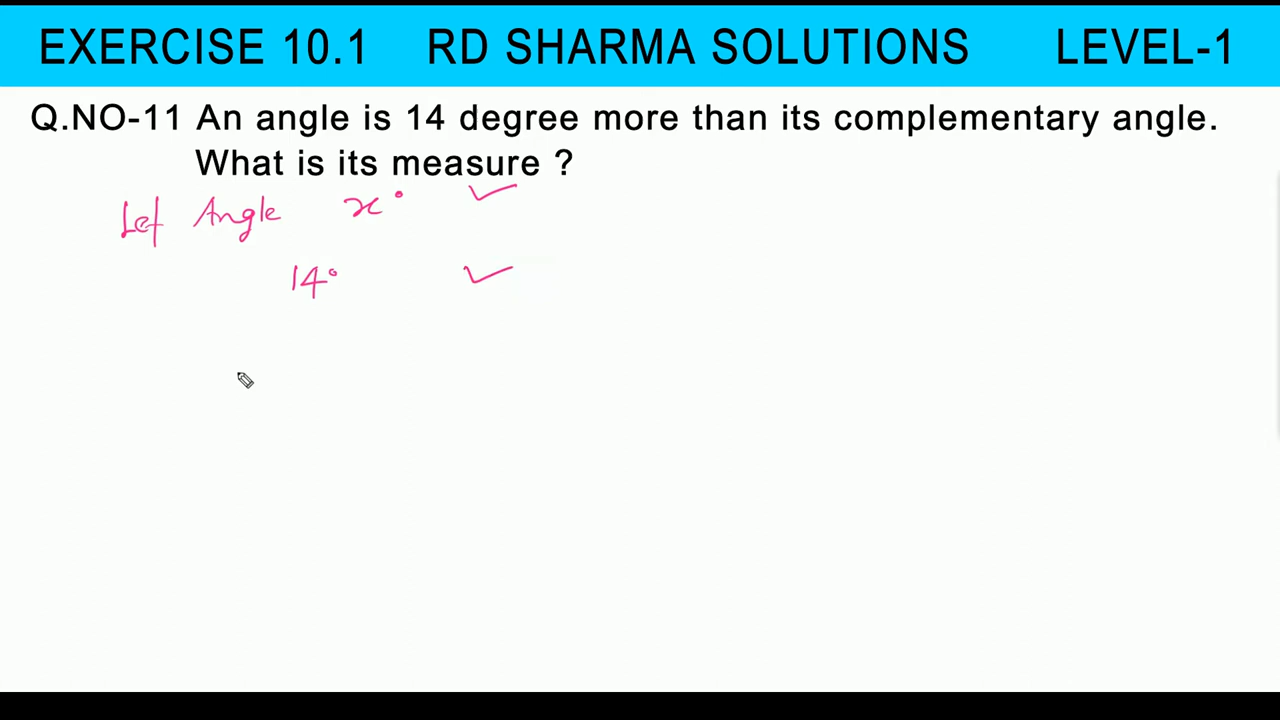 EXERCISE 10.1 RD SHARMA SOLUTIONS LEVEL-1
Q.NO-11 An angle is 14 degree more than its complementary angle.
What is its measure ?
Let Angle x° ✓
14° ✓